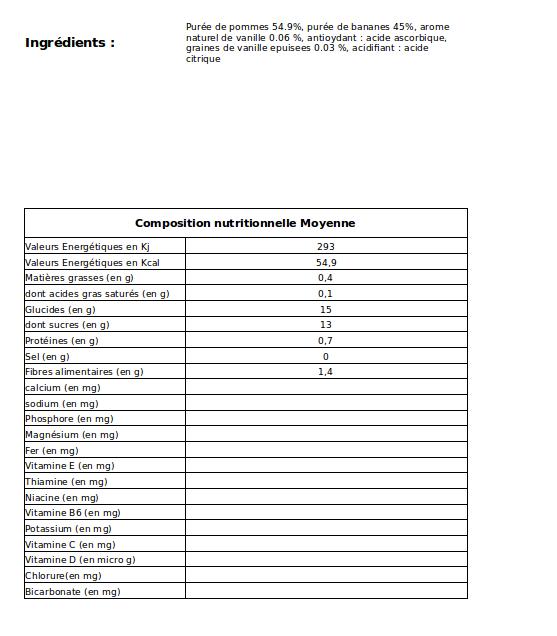 Ingrédients :
Purée de pommes 54.9%, purée de bananes 45%, arome
naturel de vanille 0.06 %, antioydant : acide ascorbique,
graines de vanille epuisees 0.03 %, acidifiant : acide
citrique
Composition nutritionnelle Moyenne
Valeurs Energétiques en Kj 293
Valeurs Energétiques en Kcal 54,9
Matières grasses (en g) 0,4
dont acides gras saturés (en g) 0,1
Glucides (en g) 15
dont sucres (en g) 13
Protéines (en g) 0,7
Sel (en g) 0
Fibres alimentaires (en g) 1,4
calcium (en mg)
sodium (en mg)
Phosphore (en mg)
Magnésium (en mg)
Fer (en mg)
Vitamine E (en mg)
Thiamine (en mg)
Niacine (en mg)
Vitamine B6 (en mg)
Potassium (en mg)
Vitamine C (en mg)
Vitamine D (en micro g)
Chlorure(en mg)
Bicarbonate (en mg)